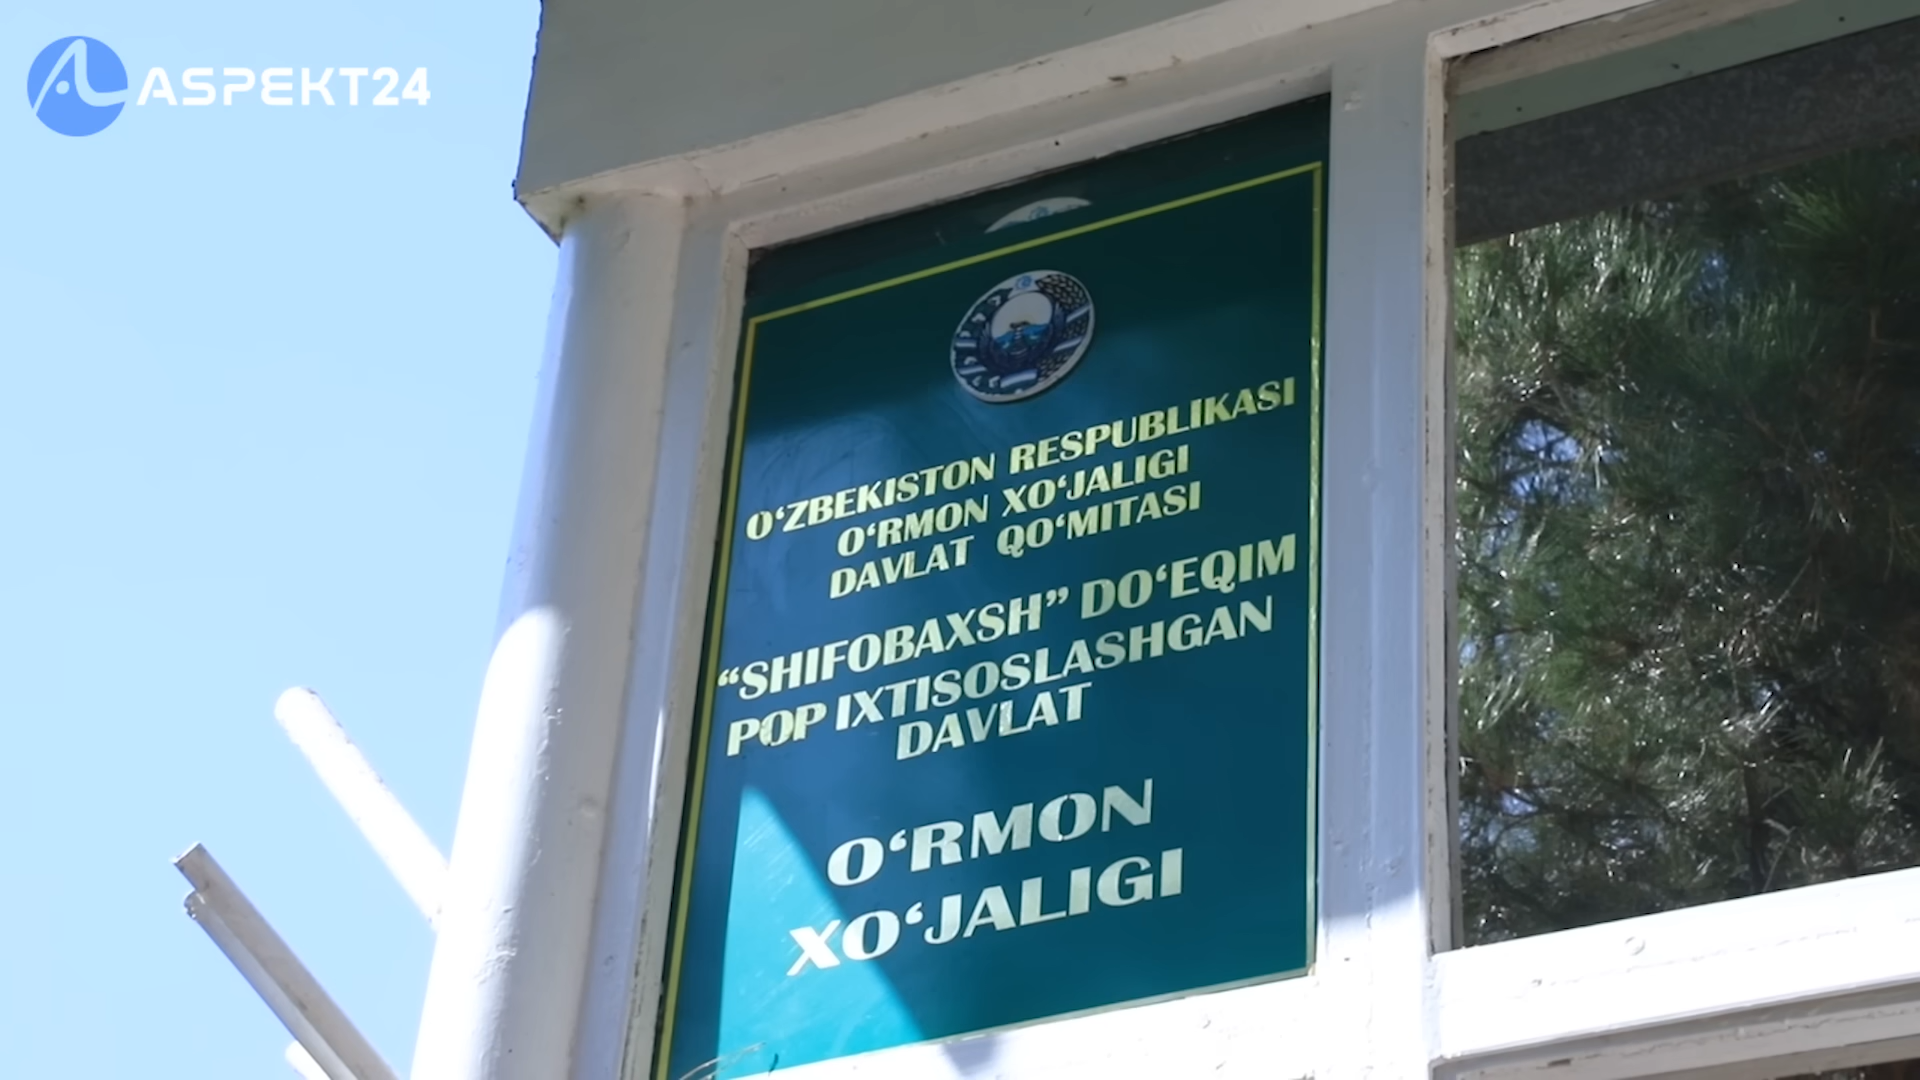 ASPEKT24
O‘ZBEKISTON RESPUBLIKASI
O‘RMON XO‘JALIGI
DAVLAT QO‘MITASI
“SHIFOBAXSH” DO‘EQIM
POP IXTISOSLASHGAN
DAVLAT
O‘RMON
XO‘JALIGI